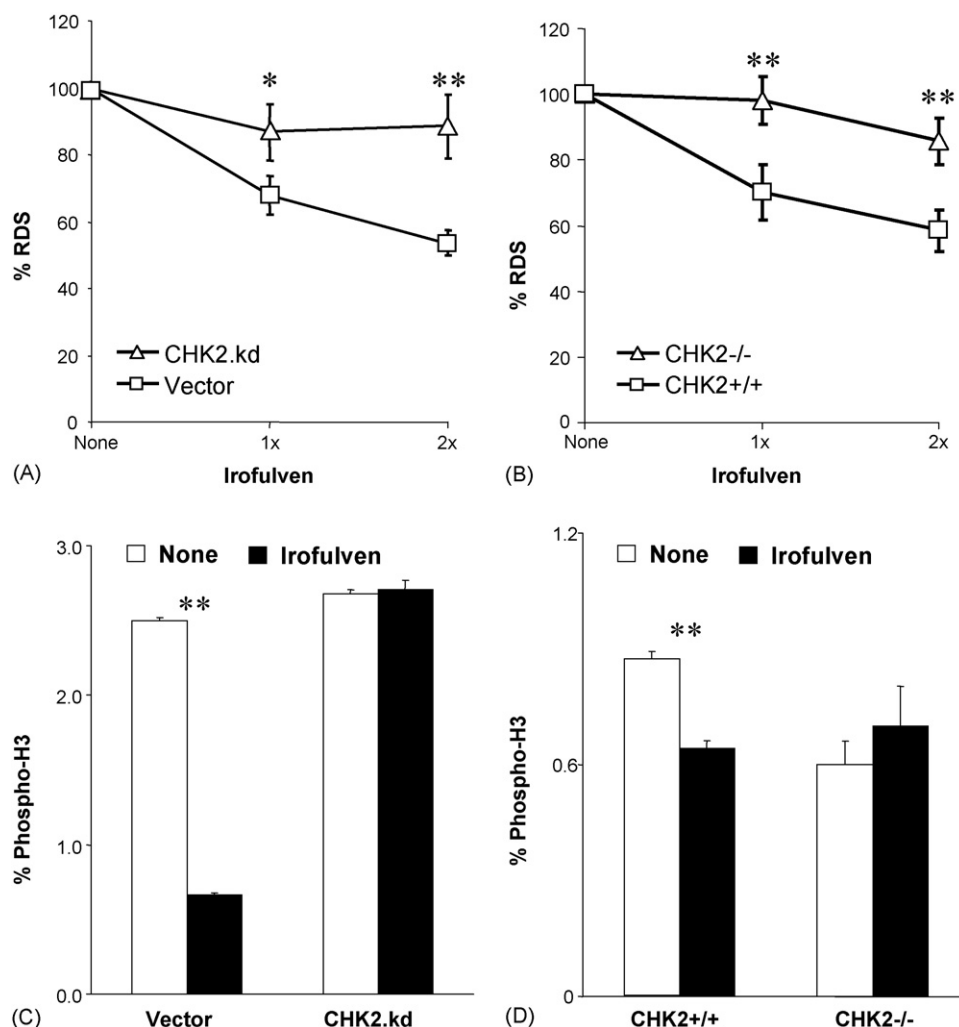 120
100
80
60
40
20
0
% RDS
*
**
CHK2.kd
Vector
None
1x
2x
Irofulven
(A)
120
100
80
60
40
20
0
% RDS
**
**
CHK2-/-
CHK2+/+
None
1x
2x
Irofulven
(B)
3.0
2.0
1.0
0.0
% Phospho-H3
None
Irofulven
**
Vector
CHK2.kd
(C)
1.2
0.6
0
% Phospho-H3
None
Irofulven
**
CHK2+/+
CHK2-/-
(D)